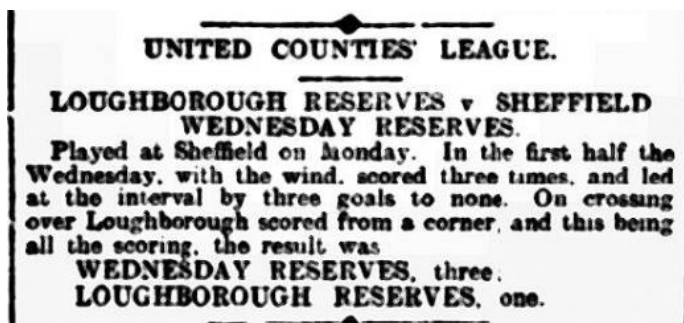 UNITED COUNTIES' LEAGUE.
LOUGHBOROUGH RESERVES v SHEFFIELD
WEDNESDAY RESERVES.
Played at Sheffield on Monday. In the first half the
Wednesday, with the wind, scored three times, and led
at the interval by three goals to none. On crossing
over Loughborough scored from a corner, and this being
all the scoring, the result was
WEDNESDAY RESERVES, three;
LOUGHBOROUGH RESERVES, one.